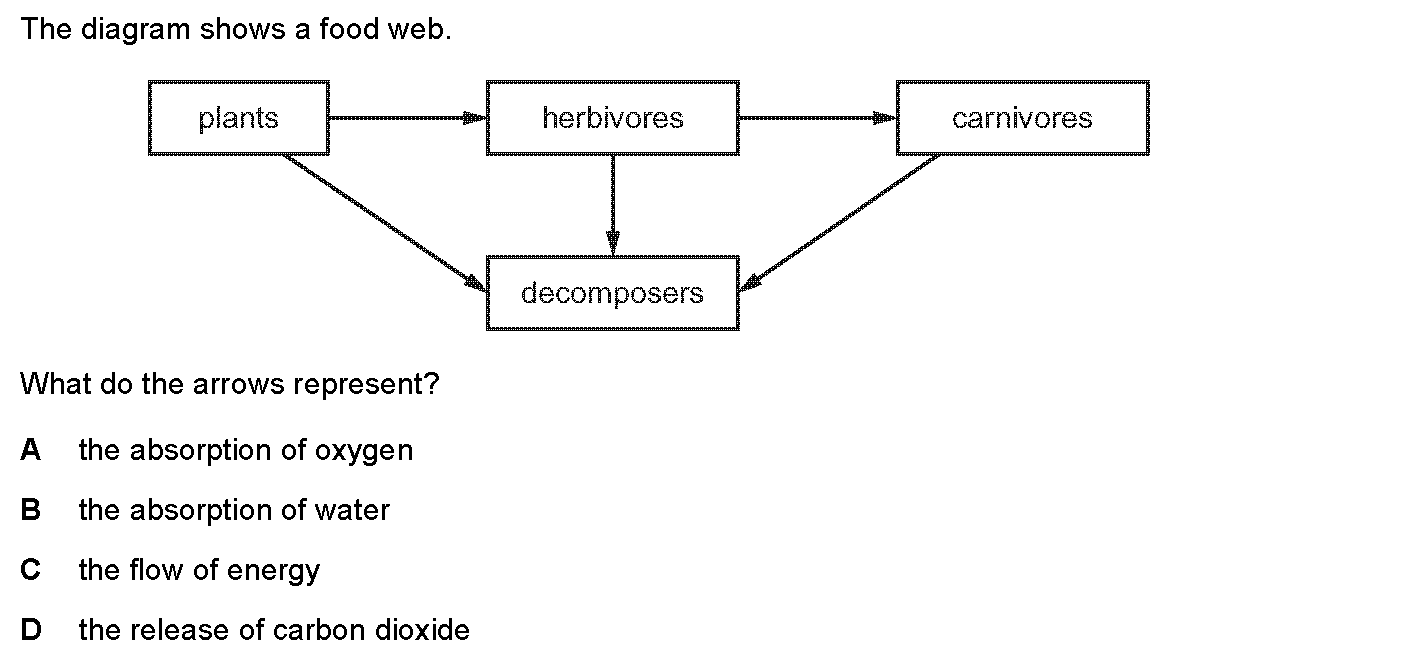 The diagram shows a food web.
plants herbivores carnivores
decomposers
What do the arrows represent?
A the absorption of oxygen
B the absorption of water
C the flow of energy
D the release of carbon dioxide